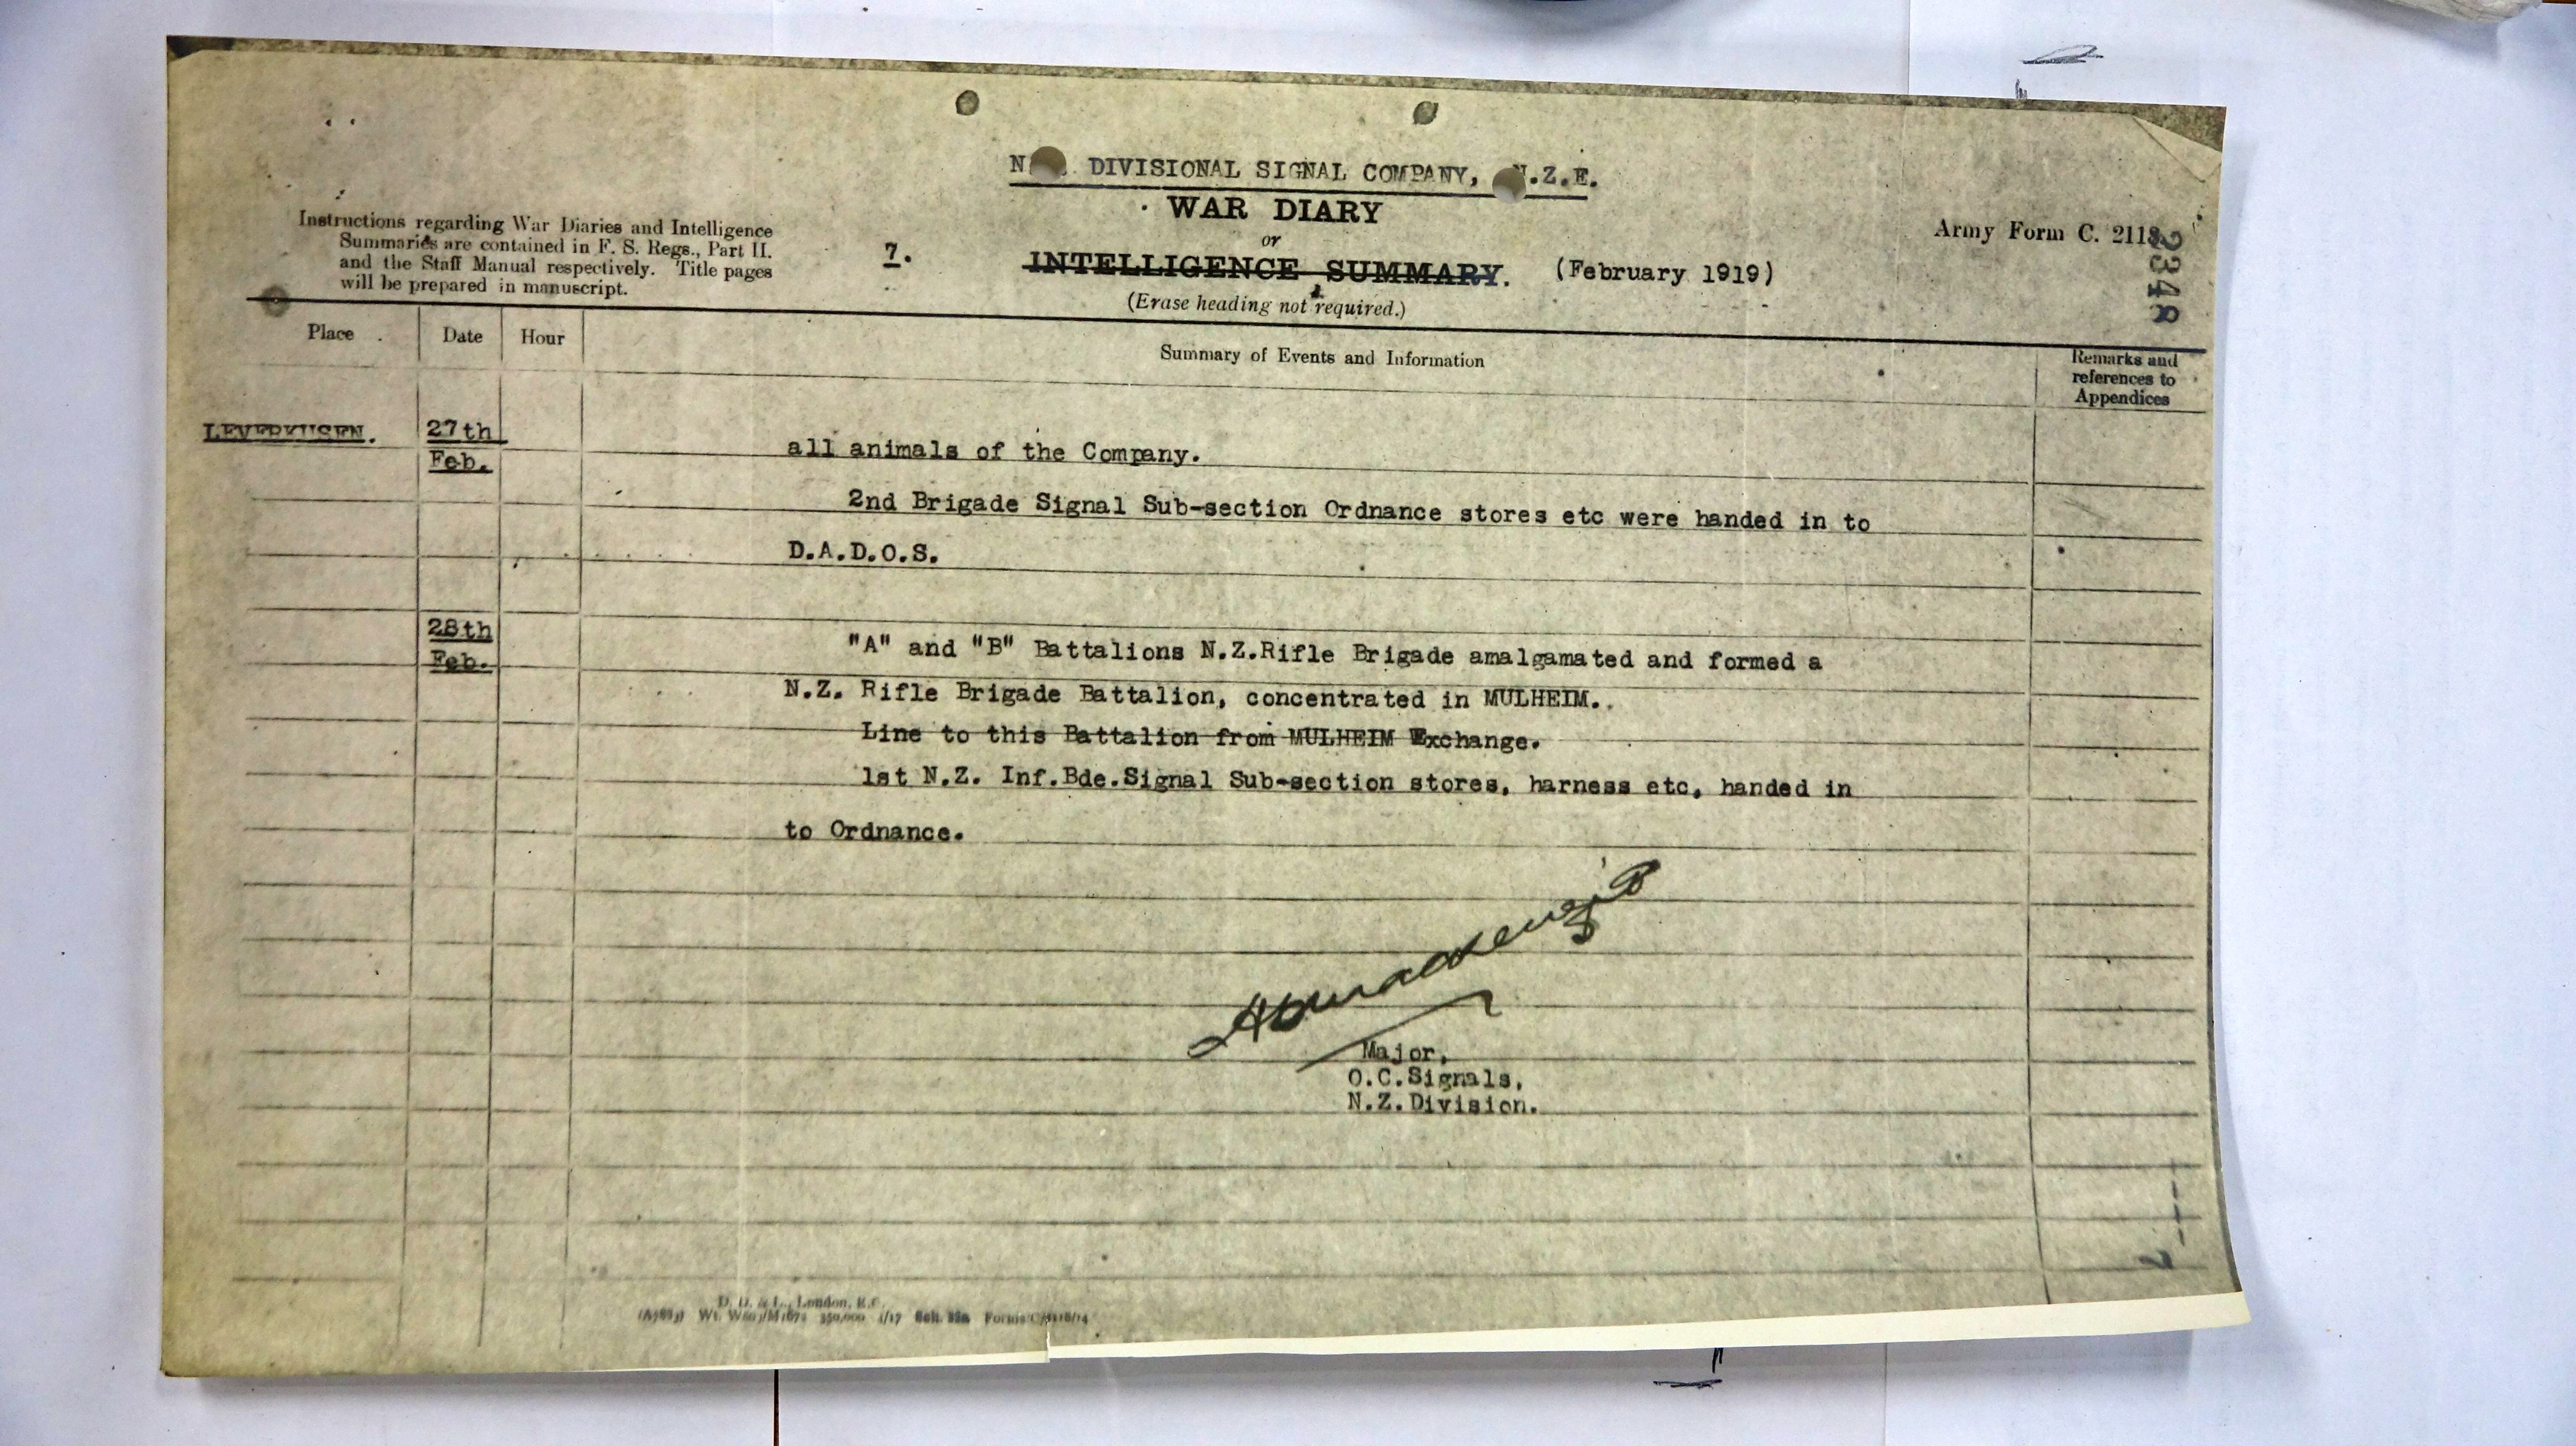 N. DIVISIONAL SIGNAL COMPANY, N.Z.E.
WAR DIARY
or
INTELLIGENCE SUMMARY. (February 1919)
(Erase heading not required.)
Instructions regarding War Diaries and Intelligence
Summaries are contained in F. S. Regs., Part II.
and the Staff Manual respectively. Title pages
will be prepared in manuscript.
7.
Army Form C. 2118
2348
Place
Date
Hour
Summary of Events and Information
Remarks and
references to
Appendices
LEVERKUSEN.
27th
Feb.
all animals of the Company.
2nd Brigade Signal Sub-section Ordnance stores etc were handed in to
D.A.D.O.S.
28th
Feb.
"A" and "B" Battalions N.Z.Rifle Brigade amalgamated and formed a
N.Z. Rifle Brigade Battalion, concentrated in MULHEIM..
Line to this Battalion from MULHEIM Exchange.
1st N.Z. Inf.Bde.Signal Sub-section stores, harness etc, handed in
to Ordnance.
Major,
O.C.Signals,
N.Z.Division.
D. D. & L., London, E.C.
350,000 4/17
7